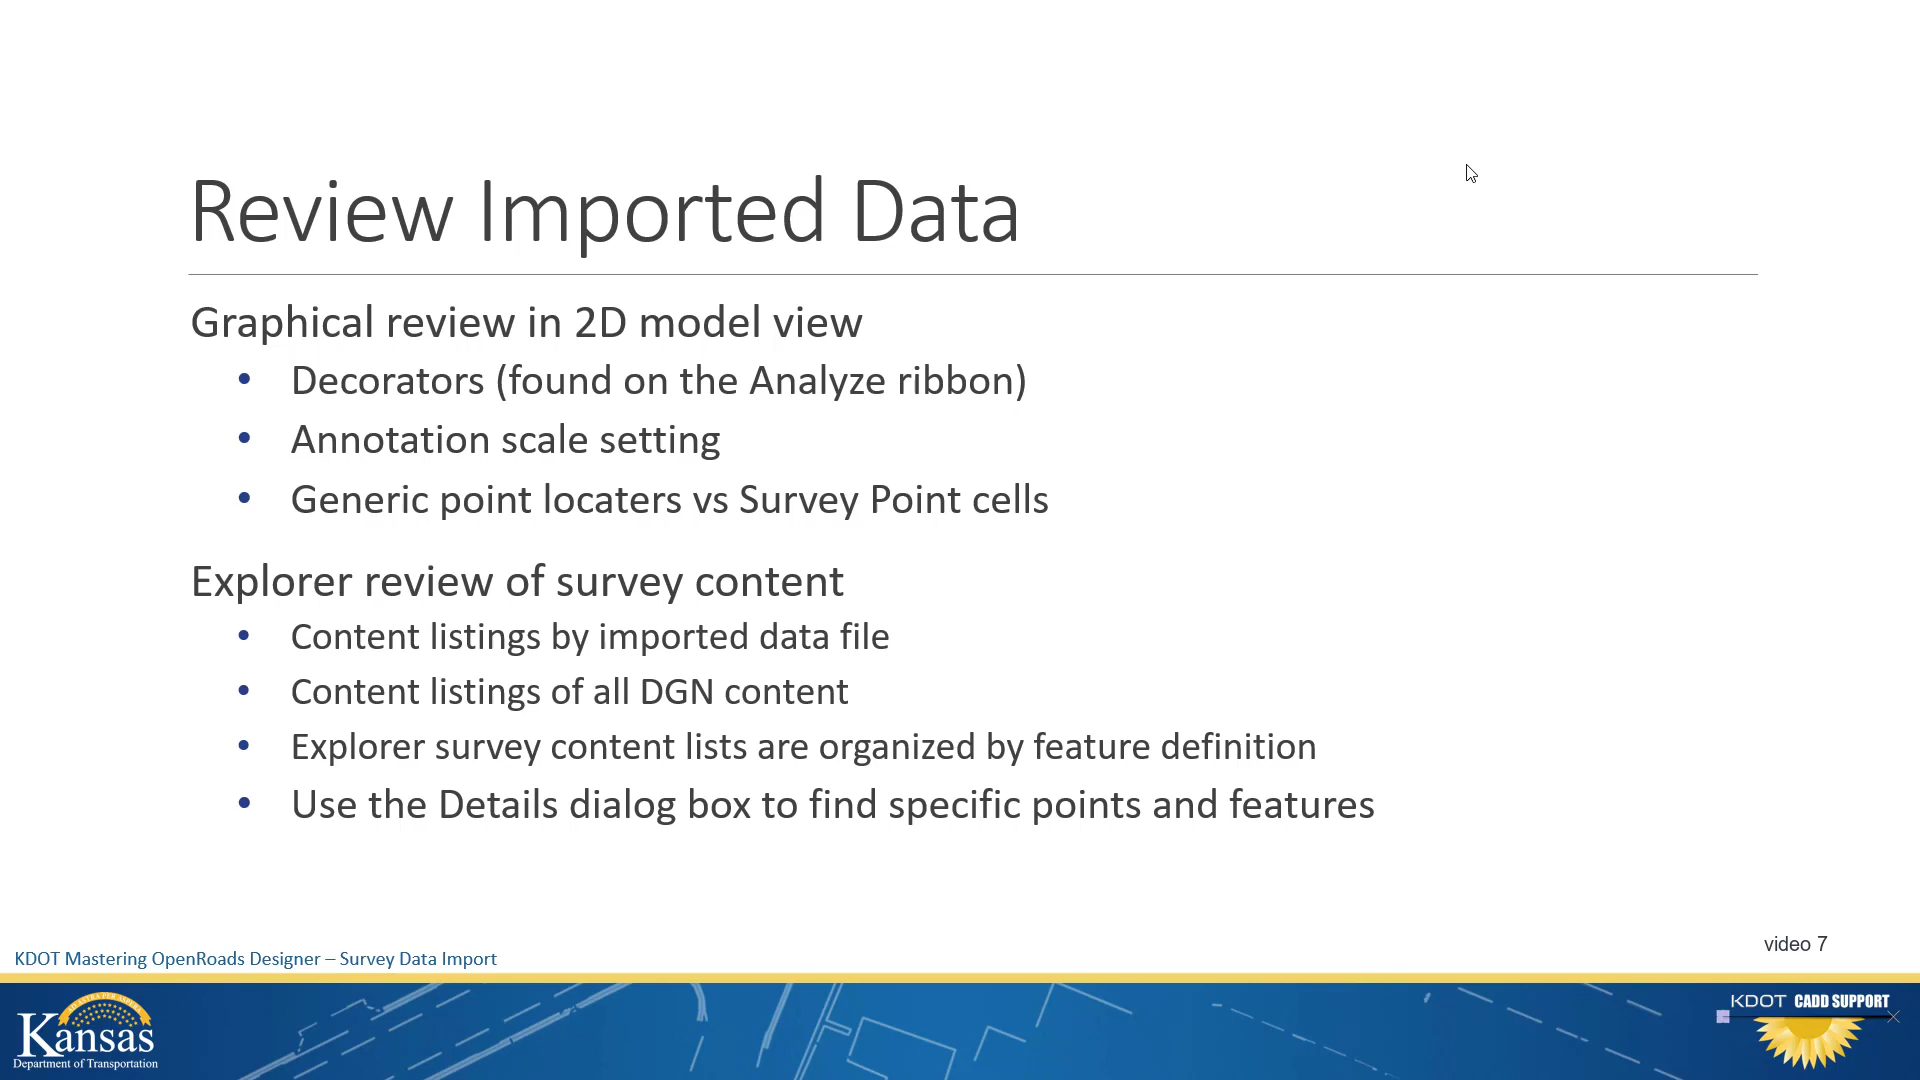 Review Imported Data
Graphical review in 2D model view
• Decorators (found on the Analyze ribbon)
• Annotation scale setting
• Generic point locaters vs Survey Point cells
Explorer review of survey content
• Content listings by imported data file
• Content listings of all DGN content
• Explorer survey content lists are organized by feature definition
• Use the Details dialog box to find specific points and features
video 7
KDOT Mastering OpenRoads Designer – Survey Data Import
KDOT CADD SUPPORT
Kansas
Department of Transportation